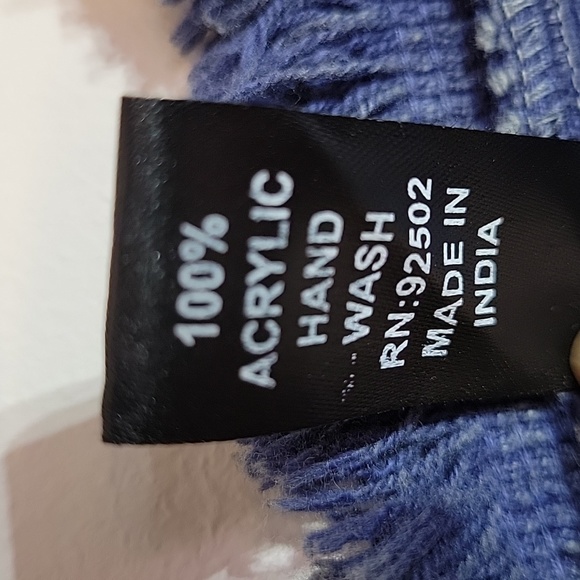 100%
ACRYLIC
HAND
WASH
RN:92502
MADE IN
INDIA